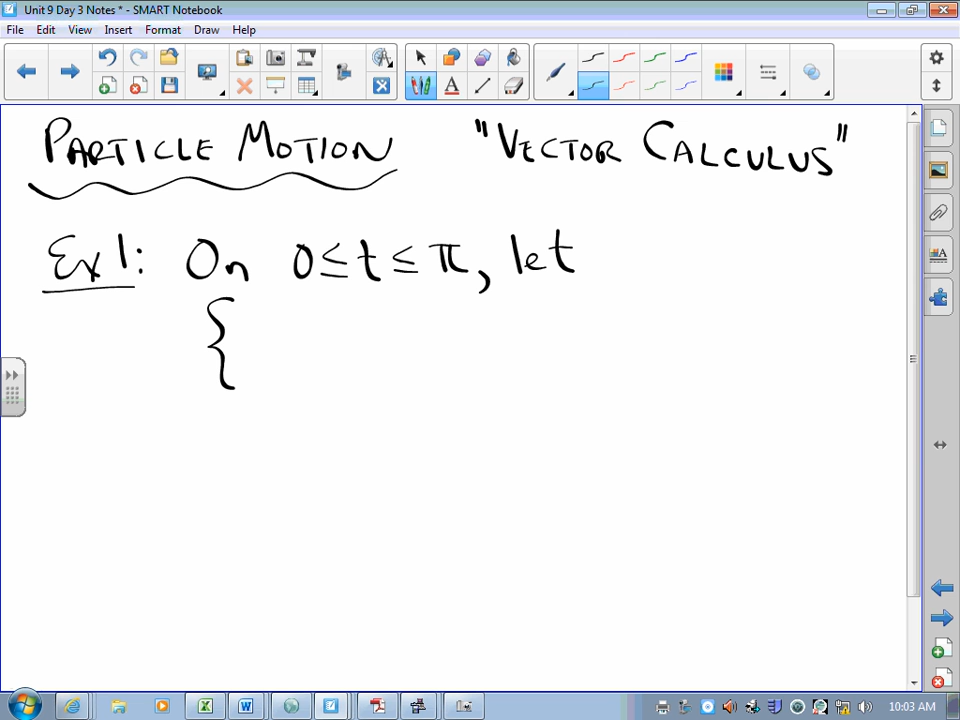 Unit 9 Day 3 Notes * - SMART Notebook
File Edit View Insert Format Draw Help
PARTICLE MOTION "VECTOR CALCULUS"
Ex 1: On 0≤t≤π, let
{
10:03 AM